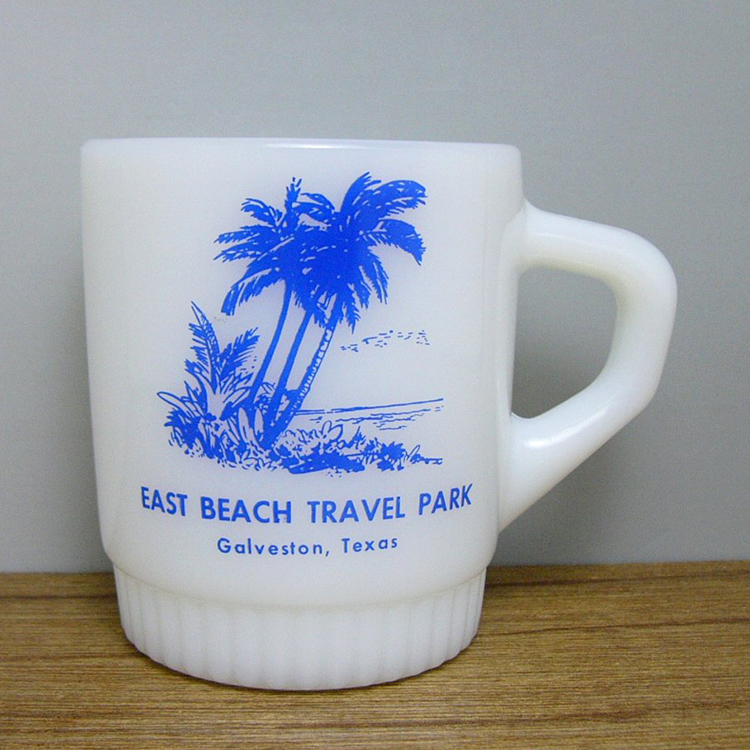 EAST BEACH TRAVEL PARK
Galveston, Texas